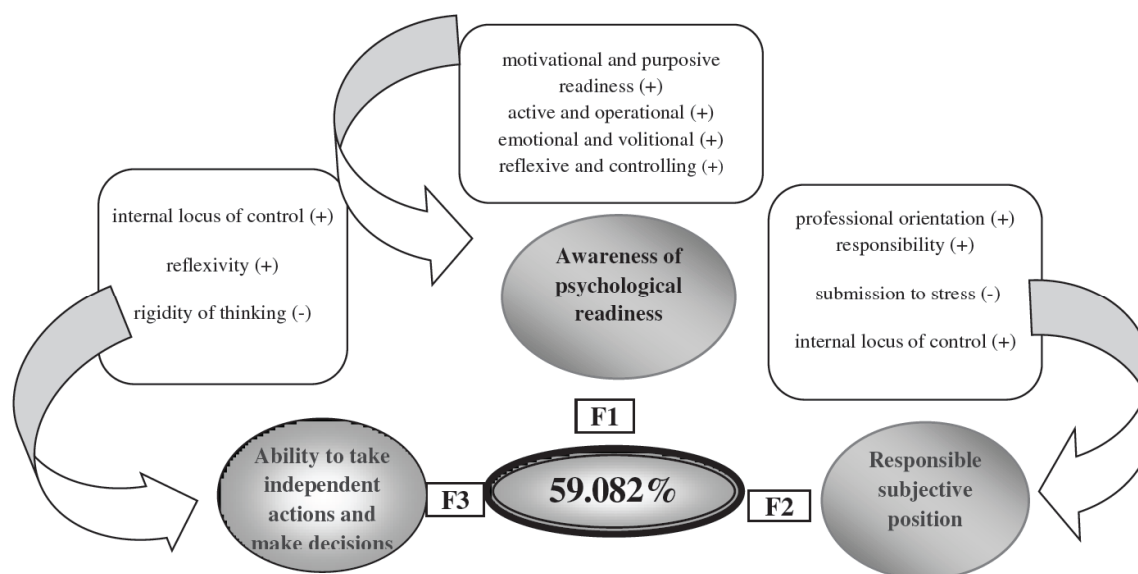 motivational and purposive
readiness (+)
active and operational (+)
emotional and volitional (+)
reflexive and controlling (+)
internal locus of control (+)
reflexivity (+)
rigidity of thinking (-)
professional orientation (+)
responsibility (+)
submission to stress (-)
internal locus of control (+)
Awareness of
psychological
readiness
F1
Ability to take
independent
actions and
make decisions
F3
59.082%
F2
Responsible
subjective
position